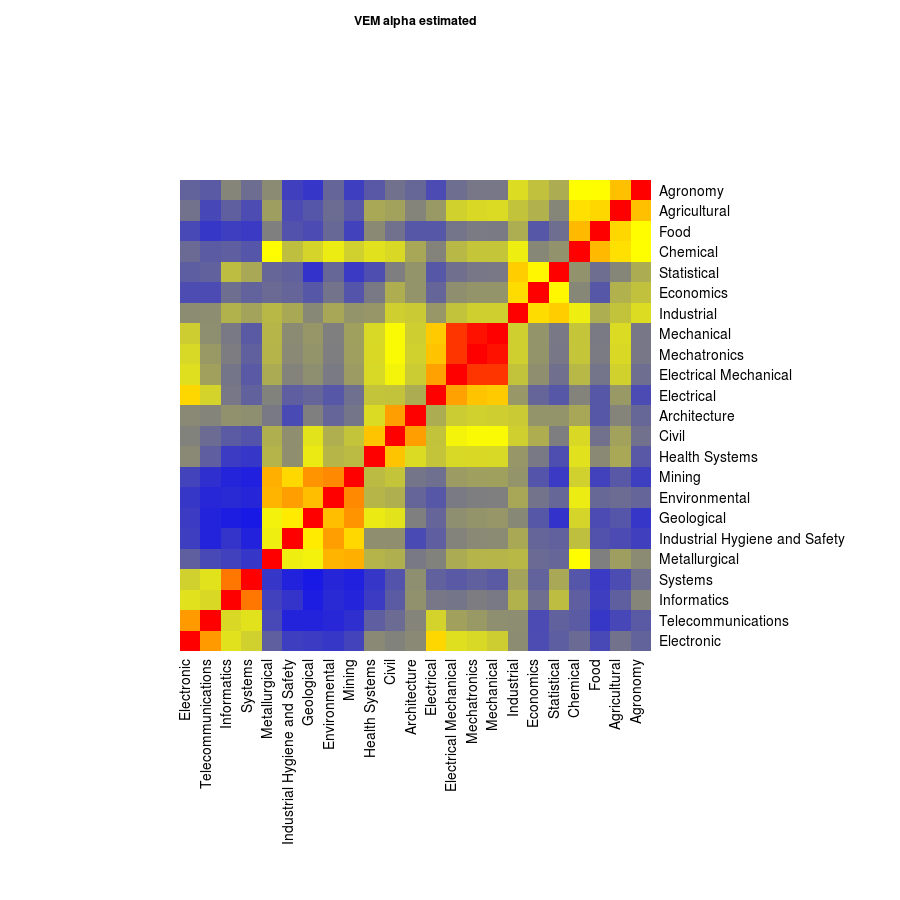 VEM alpha estimated
Agronomy
Agricultural
Food
Chemical
Statistical
Economics
Industrial
Mechanical
Mechatronics
Electrical Mechanical
Electrical
Architecture
Civil
Health Systems
Mining
Environmental
Geological
Industrial Hygiene and Safety
Metallurgical
Systems
Informatics
Telecommunications
Electronic
Electronic
Telecommunications
Informatics
Systems
Metallurgical
Industrial Hygiene and Safety
Geological
Environmental
Mining
Health Systems
Civil
Architecture
Electrical
Electrical Mechanical
Mechatronics
Mechanical
Industrial
Economics
Statistical
Chemical
Food
Agricultural
Agronomy